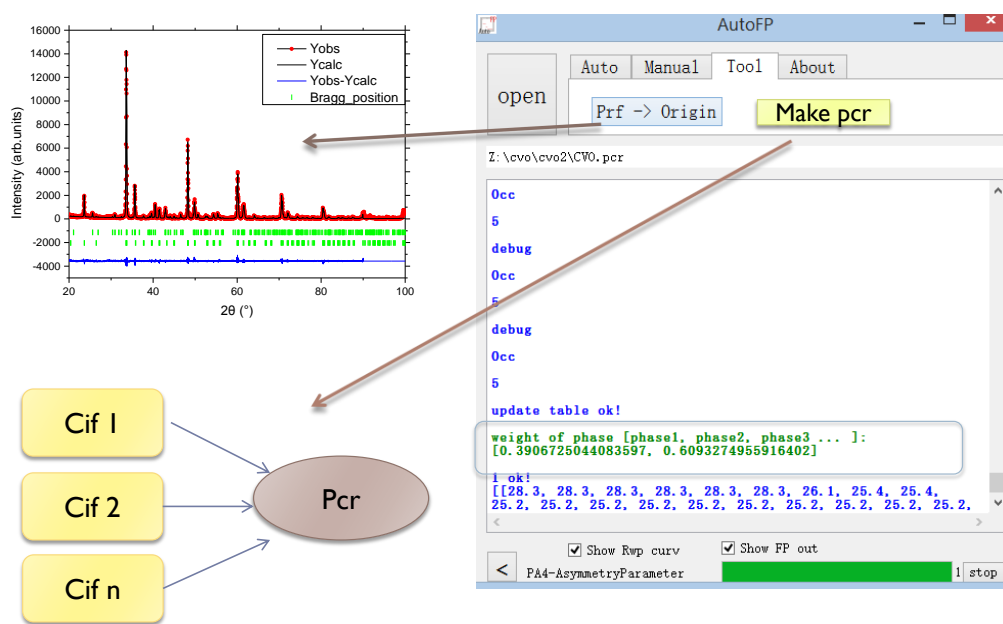 16000
14000
12000
10000
8000
6000
4000
2000
0
-2000
-4000
Intensity (arb.units)
Yobs
Ycalc
Yobs-Ycalc
Bragg_position
20
40
60
80
100
2θ (°)
AutoFP
open
Auto
Manual
Tool
About
Prf -> Origin
Make pcr
Z:\cvo\cvo2\CVO.pcr
Occ
5
debug
Occ
5
debug
Occ
5
update table ok!
weight of phase [phase1, phase2, phase3 ... ]:
[0.3906725044083597, 0.6093274955916402]
1 ok!
[[28.3, 28.3, 28.3, 28.3, 28.3, 28.3, 26.1, 25.4, 25.4,
25.2, 25.2, 25.2, 25.2, 25.2, 25.2, 25.2, 25.2, 25.2,
Show Rwp curv
Show FP out
<
PA4-AsymmetryParameter
1
stop
Cif 1
Cif 2
Cif n
Pcr